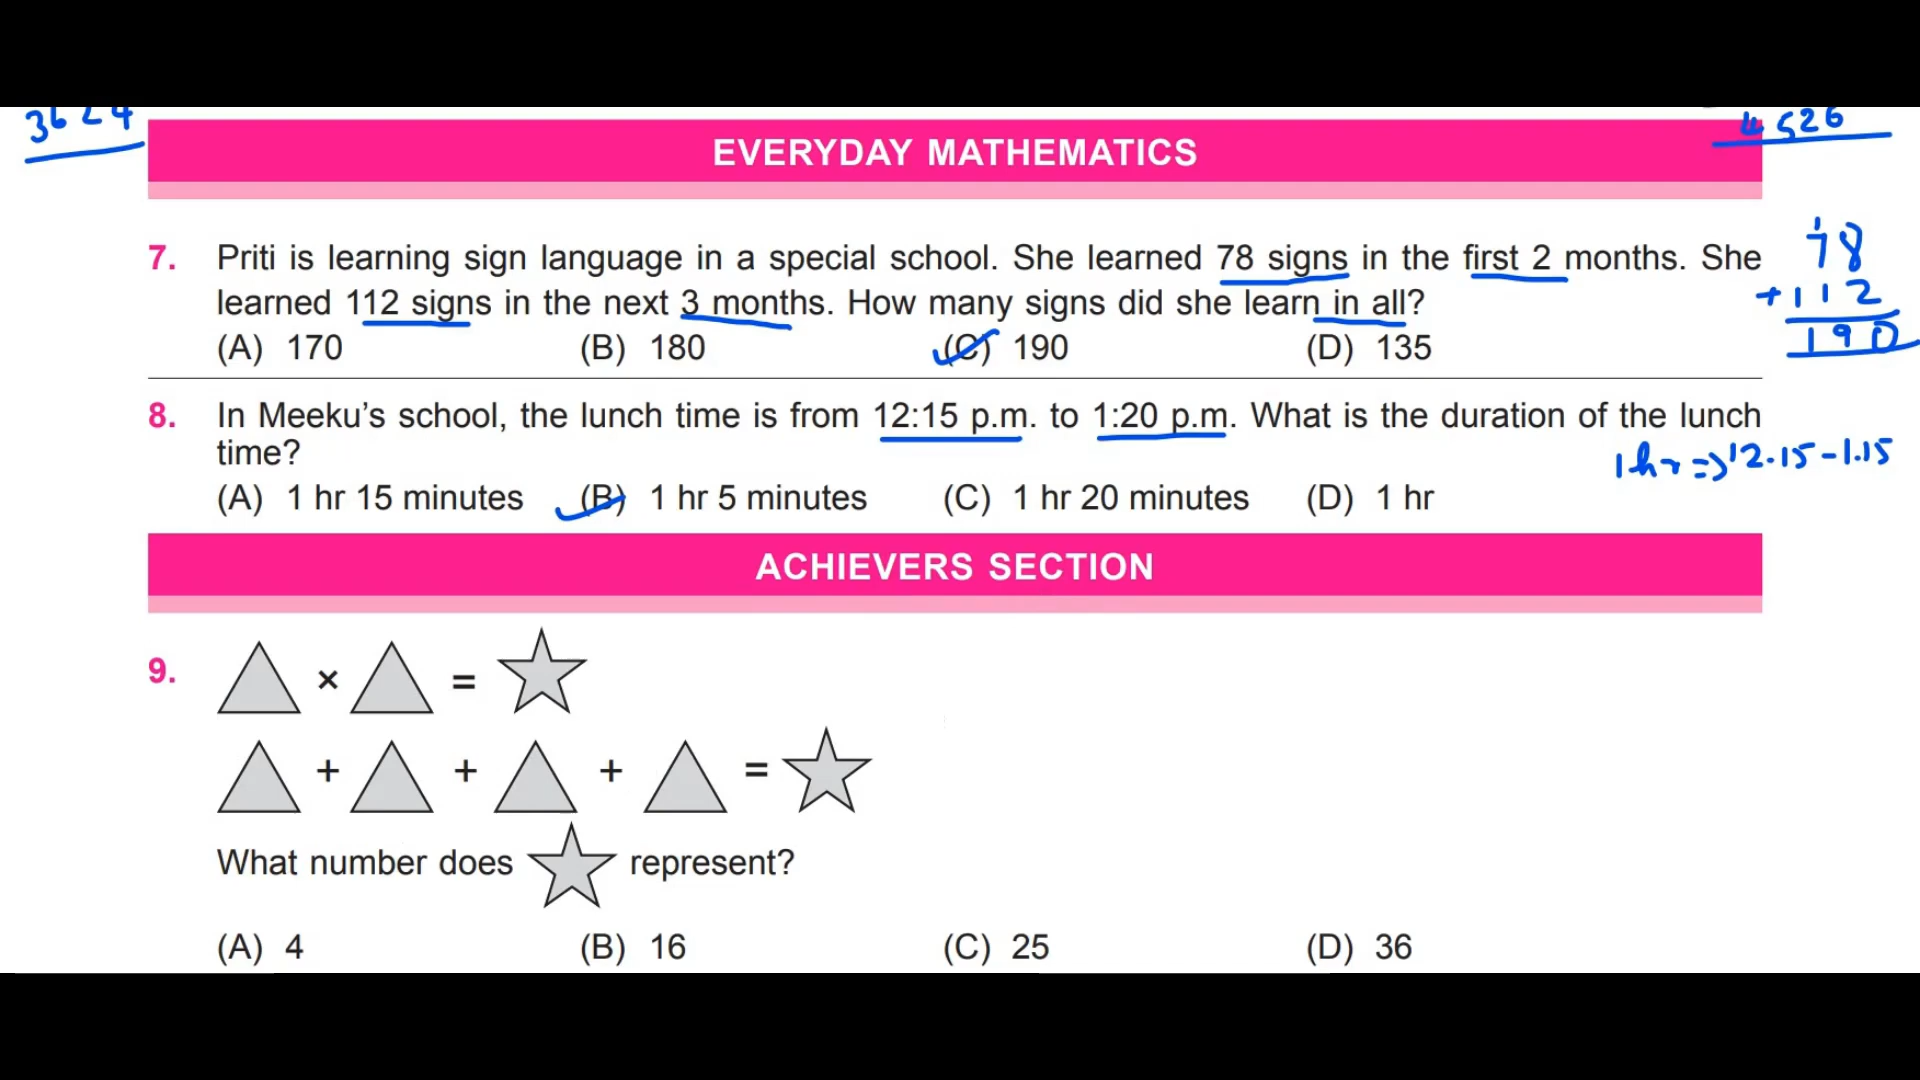 3624
4526
EVERYDAY MATHEMATICS
7. Priti is learning sign language in a special school. She learned 78 signs in the first 2 months. She
learned 112 signs in the next 3 months. How many signs did she learn in all?
(A) 170 (B) 180 (C) 190 (D) 135
1
78
+112
190
8. In Meeku’s school, the lunch time is from 12:15 p.m. to 1:20 p.m. What is the duration of the lunch
time?
1hr => 12.15-1.15
(A) 1 hr 15 minutes (B) 1 hr 5 minutes (C) 1 hr 20 minutes (D) 1 hr
ACHIEVERS SECTION
9. × =
+ + + =
What number does represent?
(A) 4 (B) 16 (C) 25 (D) 36